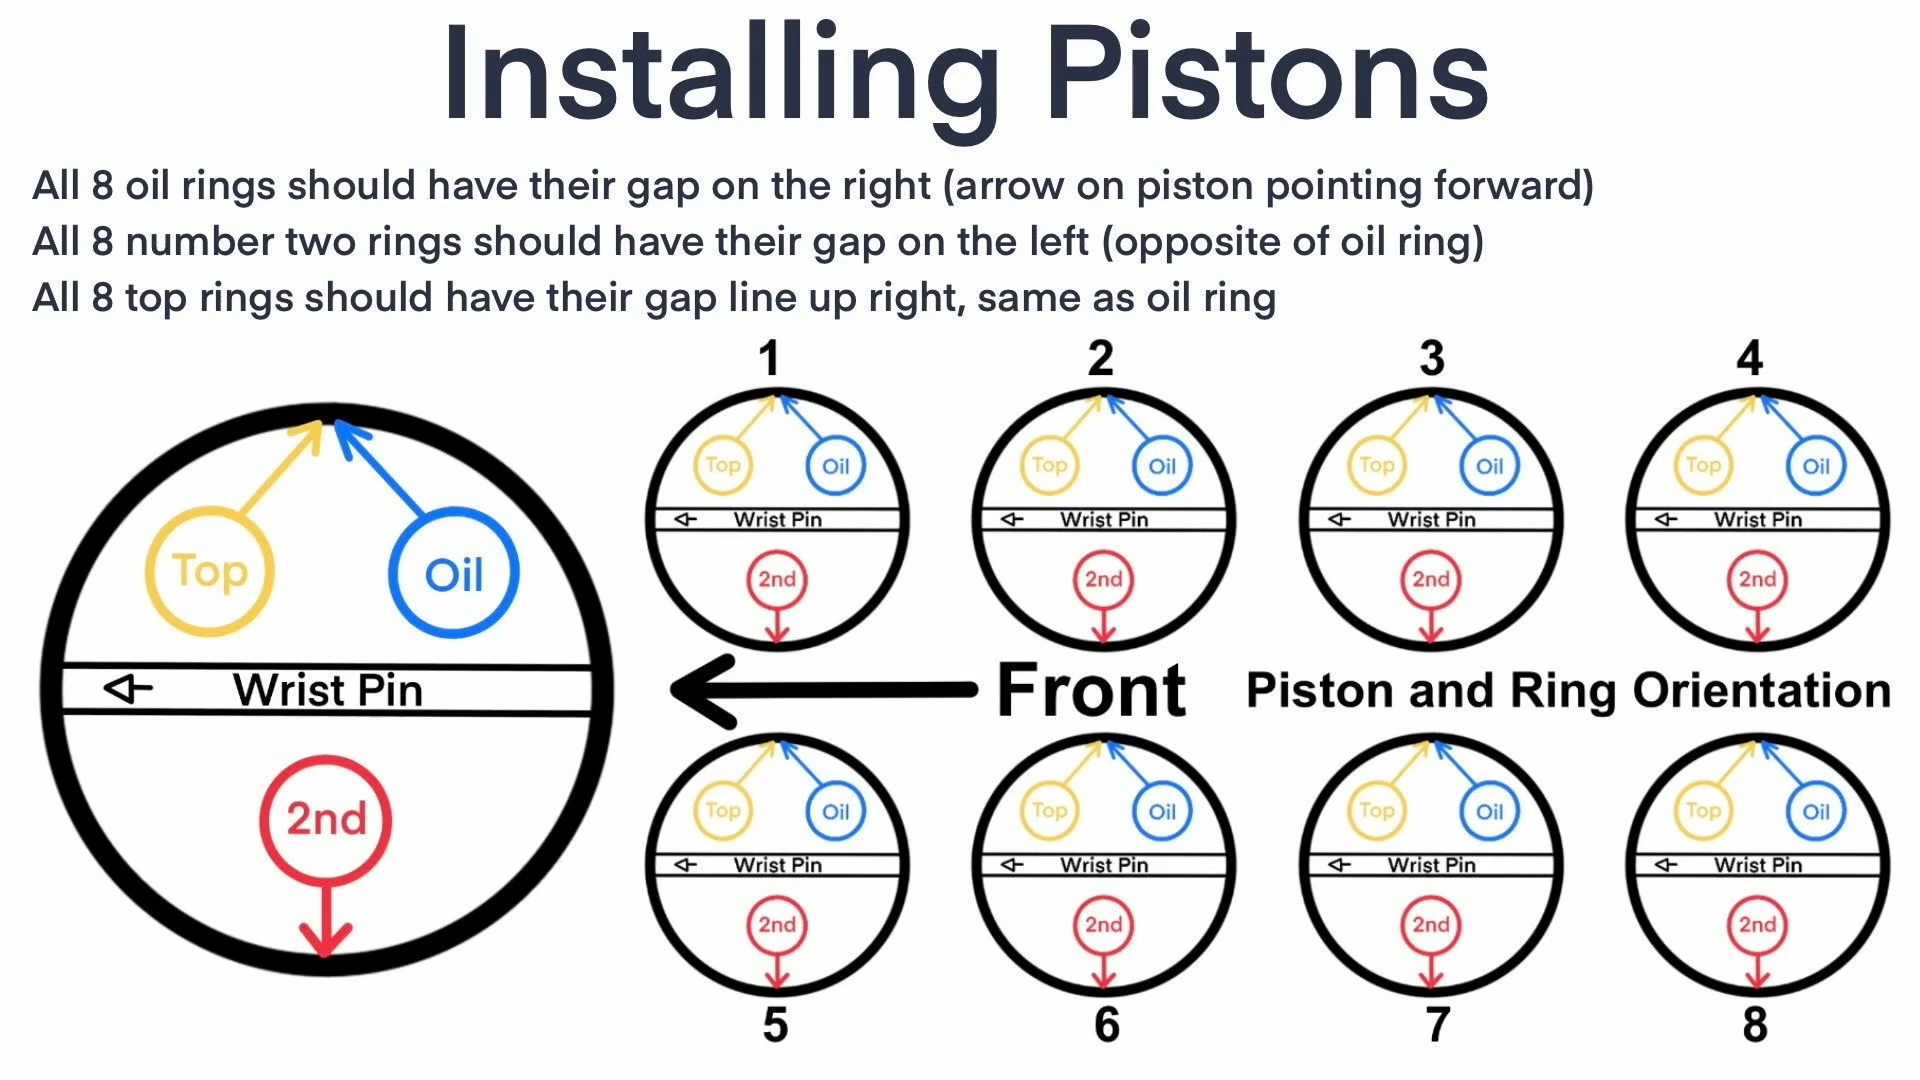 Installing Pistons
All 8 oil rings should have their gap on the right (arrow on piston pointing forward)
All 8 number two rings should have their gap on the left (opposite of oil ring)
All 8 top rings should have their gap line up right, same as oil ring
1 2 3 4
Top Oil
Wrist Pin
2nd
Top Oil Top Oil Top Oil Top Oil
Wrist Pin Wrist Pin Wrist Pin Wrist Pin
2nd 2nd 2nd 2nd
Front Piston and Ring Orientation
Top Oil Top Oil Top Oil Top Oil
Wrist Pin Wrist Pin Wrist Pin Wrist Pin
2nd 2nd 2nd 2nd
5 6 7 8